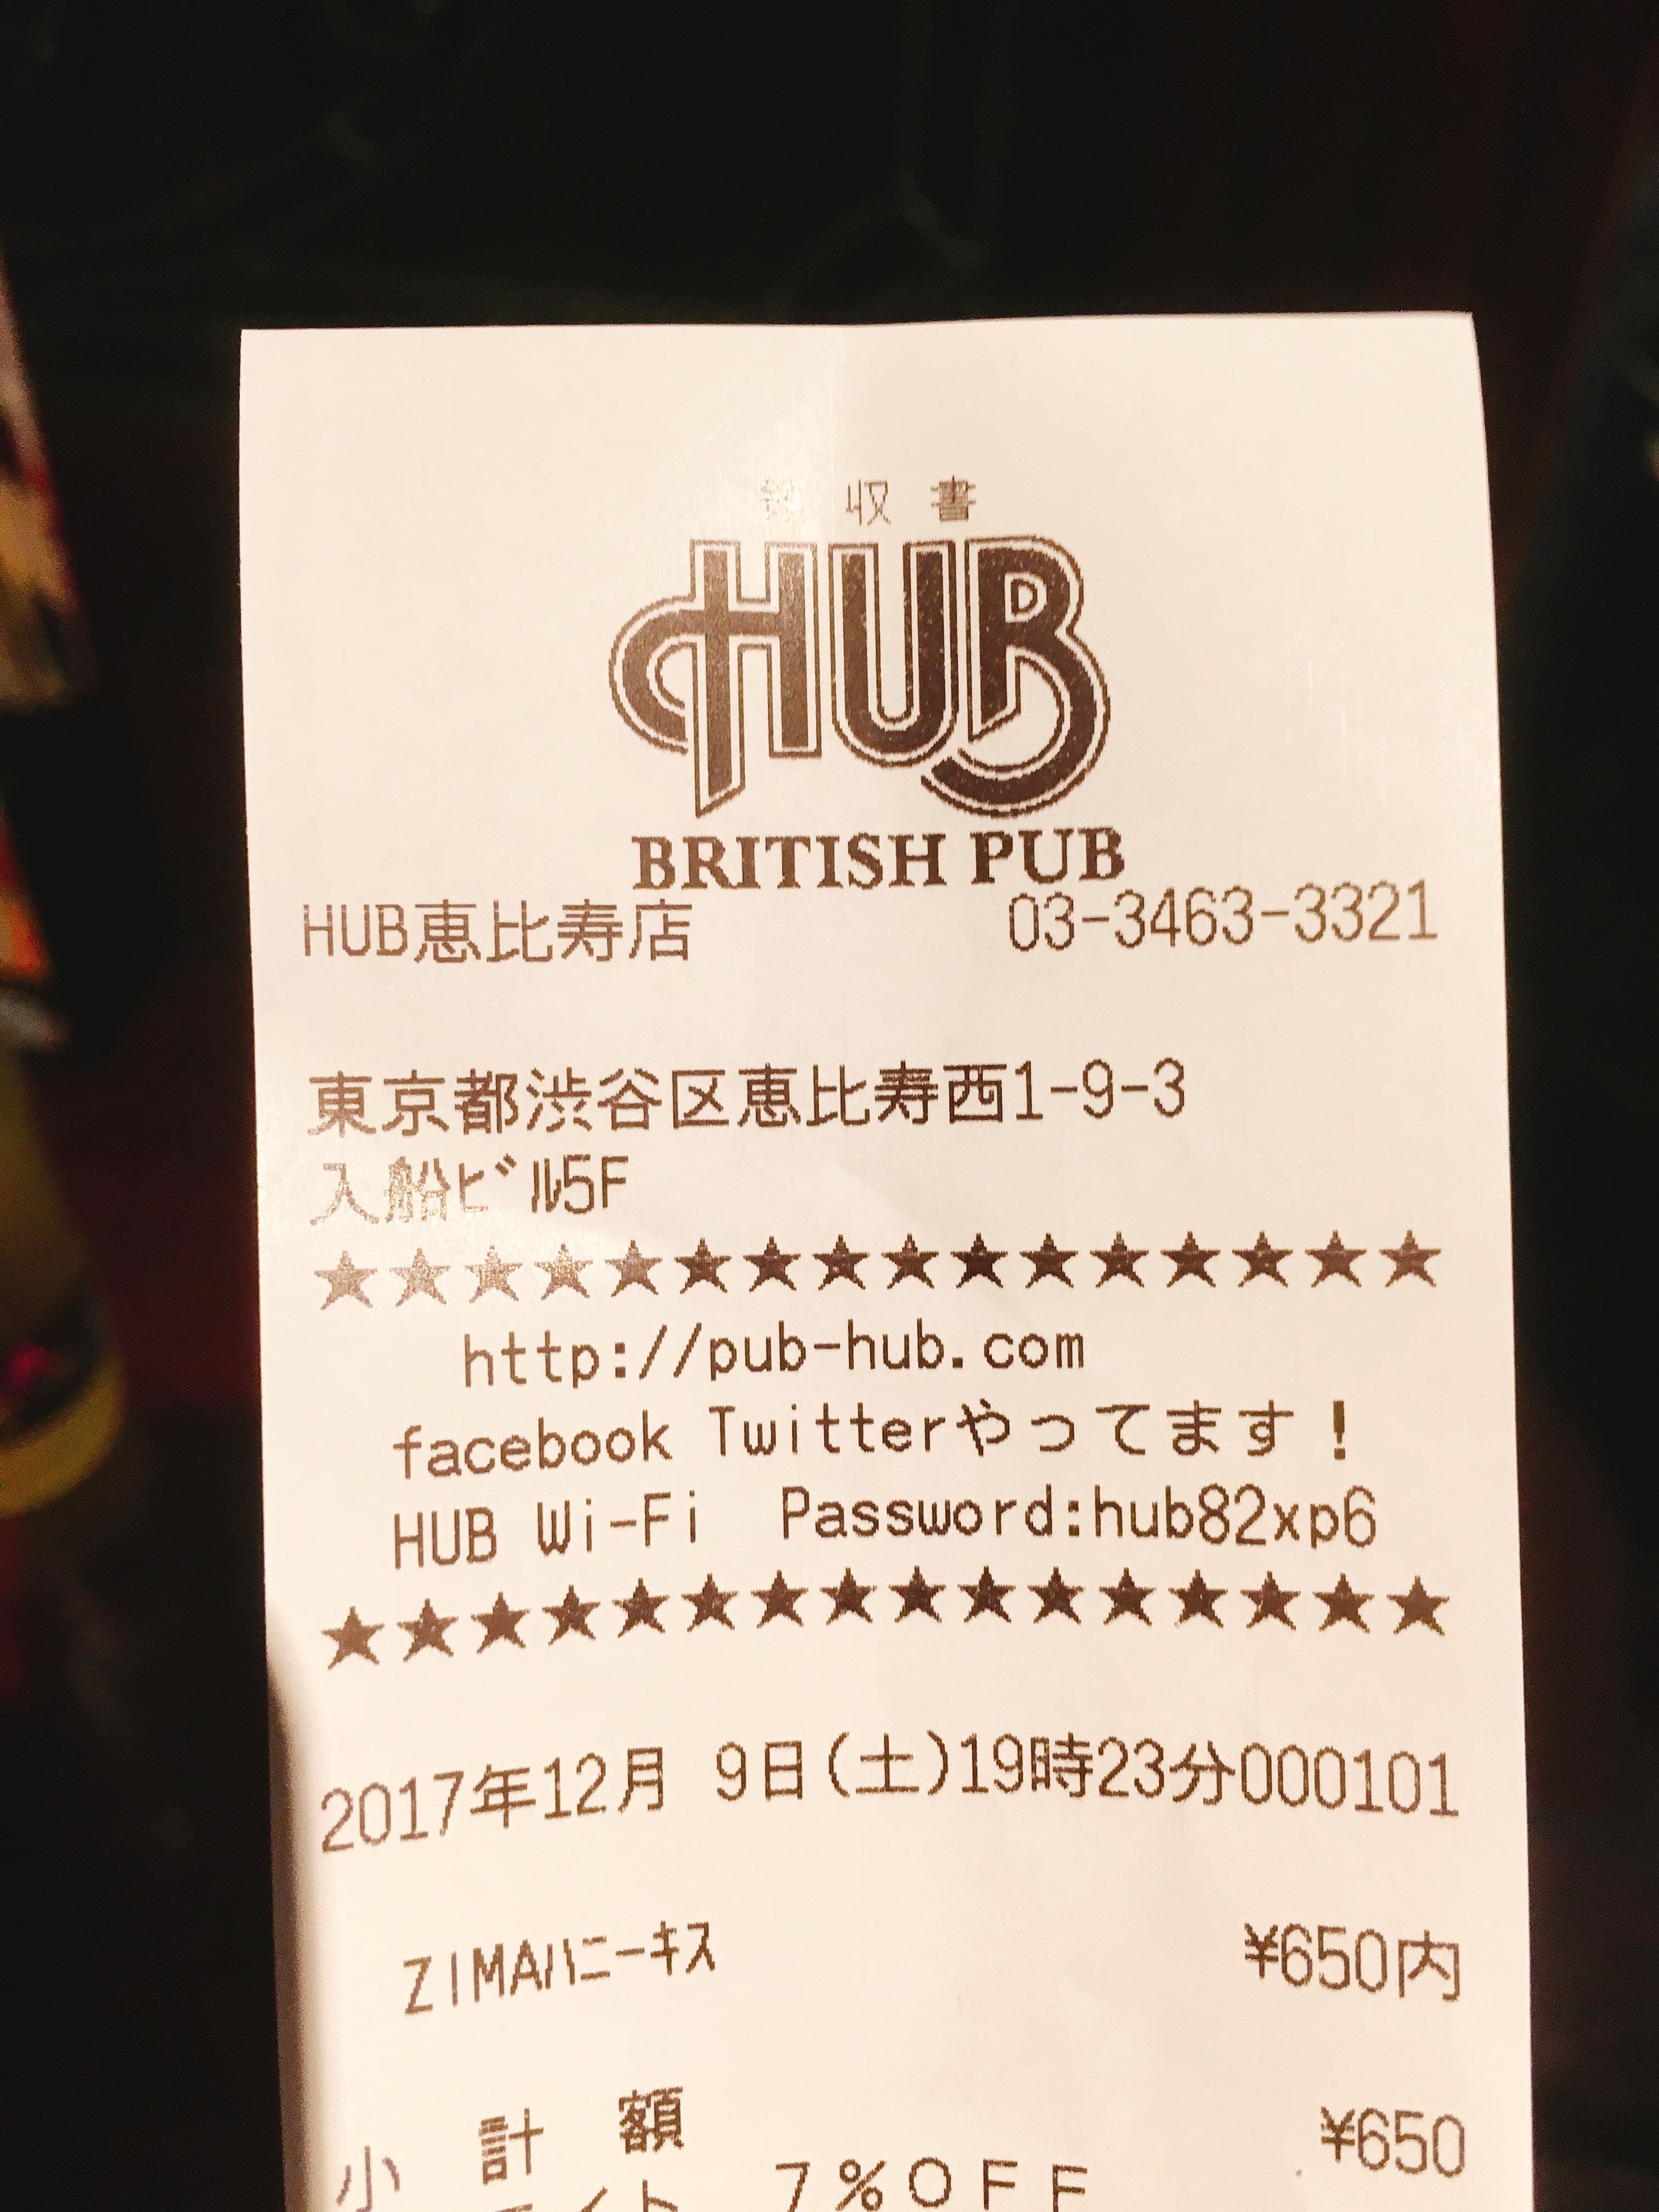 領 収 書
HUB
BRITISH PUB
HUB恵比寿店 03-3463-3321
東京都渋谷区恵比寿西1-9-3
入船ビル5F
★★★★★★★★★★★★★★★★
http://pub-hub.com
facebook Twitterやってます！
HUB Wi-Fi Password:hub82xp6
★★★★★★★★★★★★★★★★
2017年12月 9日(土)19時23分000101
ZIMAハニーキス ¥650内
小 計 額 ¥650
7%OFF